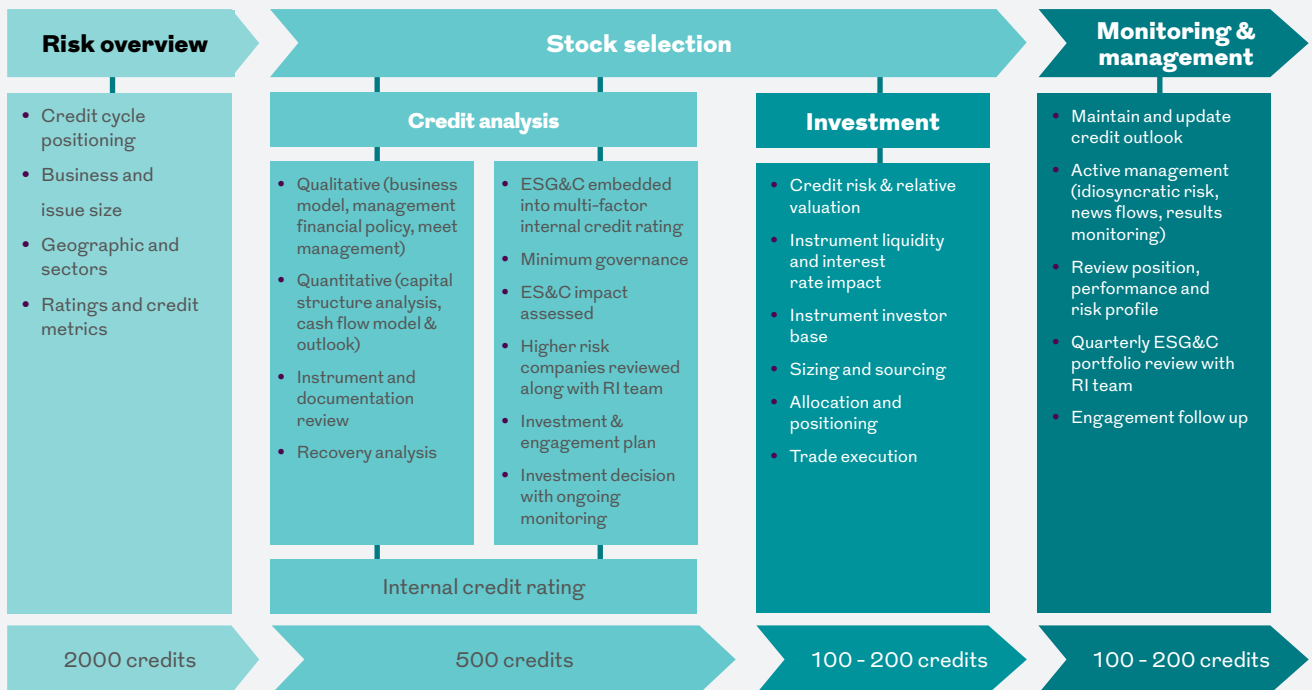 Risk overview
Stock selection
Monitoring &
management
• Credit cycle
positioning
• Business and
issue size
• Geographic and
sectors
• Ratings and credit
metrics
Credit analysis
• Qualitative (business
model, management
financial policy, meet
management)
• Quantitative (capital
structure analysis,
cash flow model &
outlook)
• Instrument and
documentation
review
• Recovery analysis
• ESG&C embedded
into multi-factor
internal credit rating
• Minimum governance
• ES&C impact
assessed
• Higher risk
companies reviewed
along with RI team
• Investment &
engagement plan
• Investment decision
with ongoing
monitoring
Internal credit rating
Investment
• Credit risk & relative
valuation
• Instrument liquidity
and interest
rate impact
• Instrument investor
base
• Sizing and sourcing
• Allocation and
positioning
• Trade execution
• Maintain and update
credit outlook
• Active management
(idiosyncratic risk,
news flows, results
monitoring)
• Review position,
performance and
risk profile
• Quarterly ESG&C
portfolio review with
RI team
• Engagement follow up
2000 credits
500 credits
100 - 200 credits
100 - 200 credits